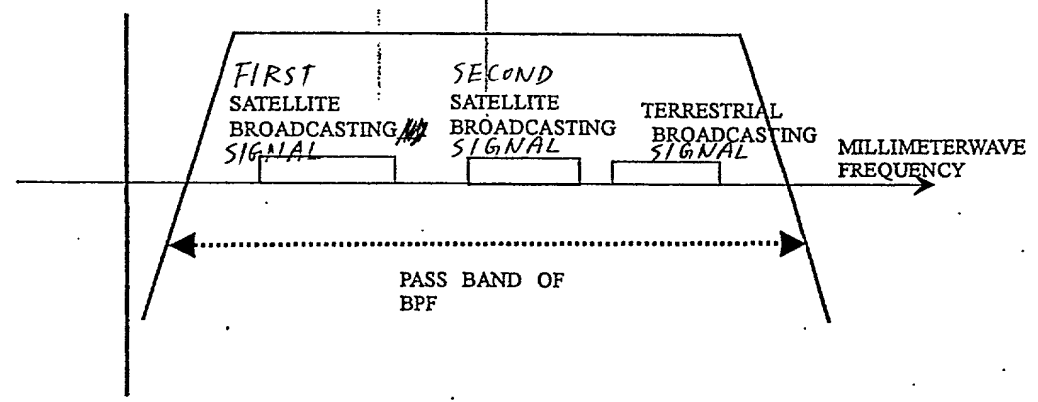 FIRST
SATELLITE
BROADCASTING
SIGNAL
SECOND
SATELLITE
BROADCASTING
SIGNAL
TERRESTRIAL
BROADCASTING
SIGNAL
MILLIMETERWAVE
FREQUENCY
PASS BAND OF
BPF